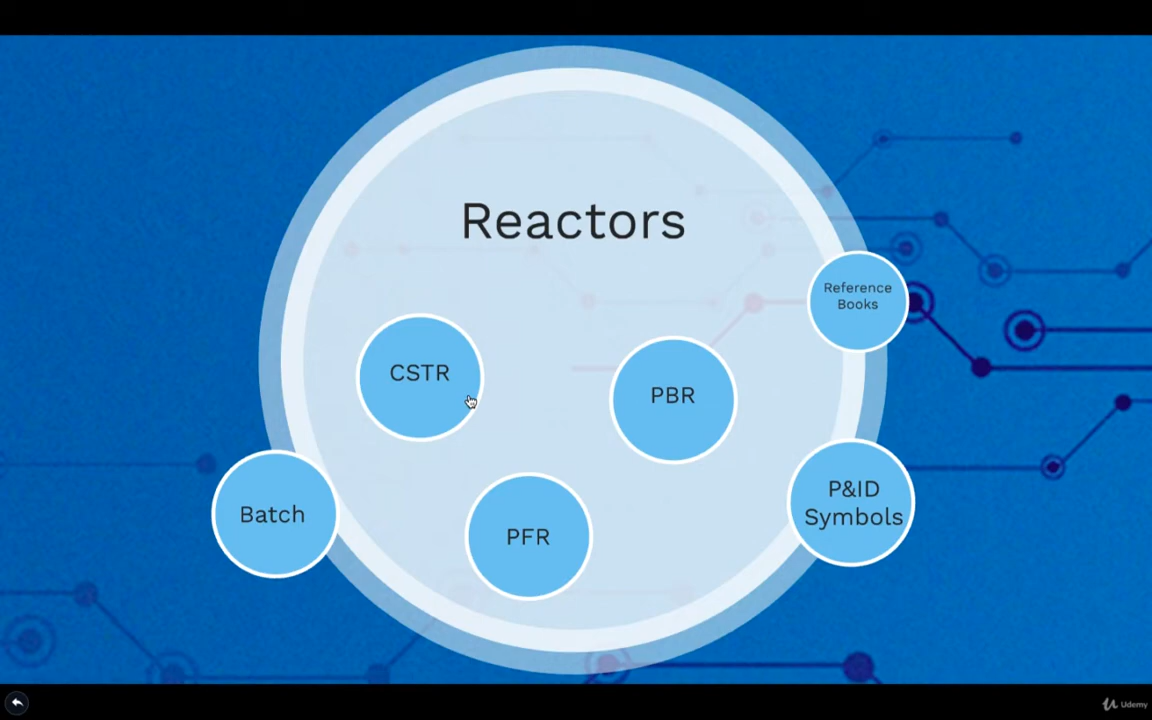 Reactors
Reference
Books
CSTR
PBR
P&ID
Symbols
Batch
PFR
Udemy